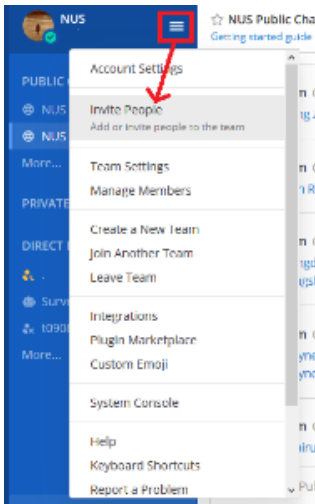 NUS
NUS Public Cha
Getting started guide
PUBLIC
NUS
NUS
More...
PRIVATE
DIRECT
Surv
t090
More...
Account Settings
Invite People
Add or invite people to the team
Team Settings
Manage Members
Create a New Team
Join Another Team
Leave Team
Integrations
Plugin Marketplace
Custom Emoji
System Console
Help
Keyboard Shortcuts
Report a Problem